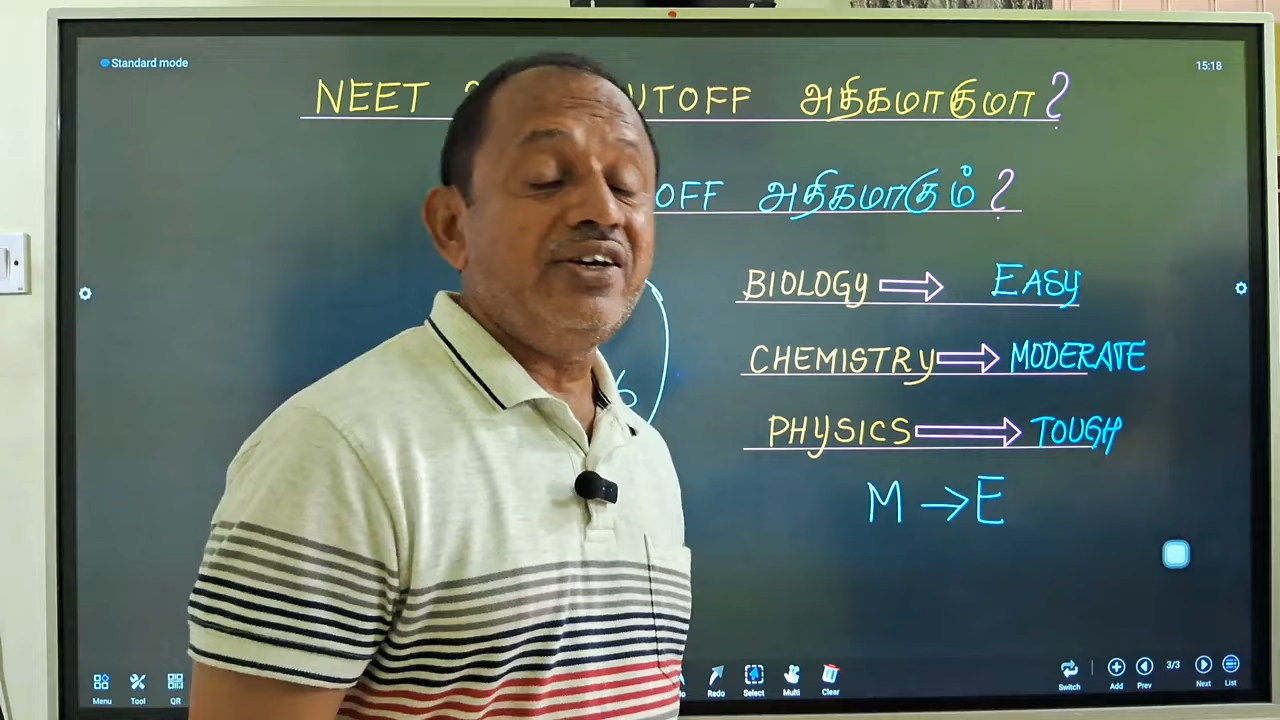 Standard mode
15:18
NEET UTOFF அதிகமாகுமா?
OFF அதிகமாகும்?
BIOLOGY → EASY
CHEMISTRY → MODERATE
6
PHYSICS → TOUGH
M → E
Menu Tool QR Redo Select Multi Clear Switch Add Prev 3/3 Next List